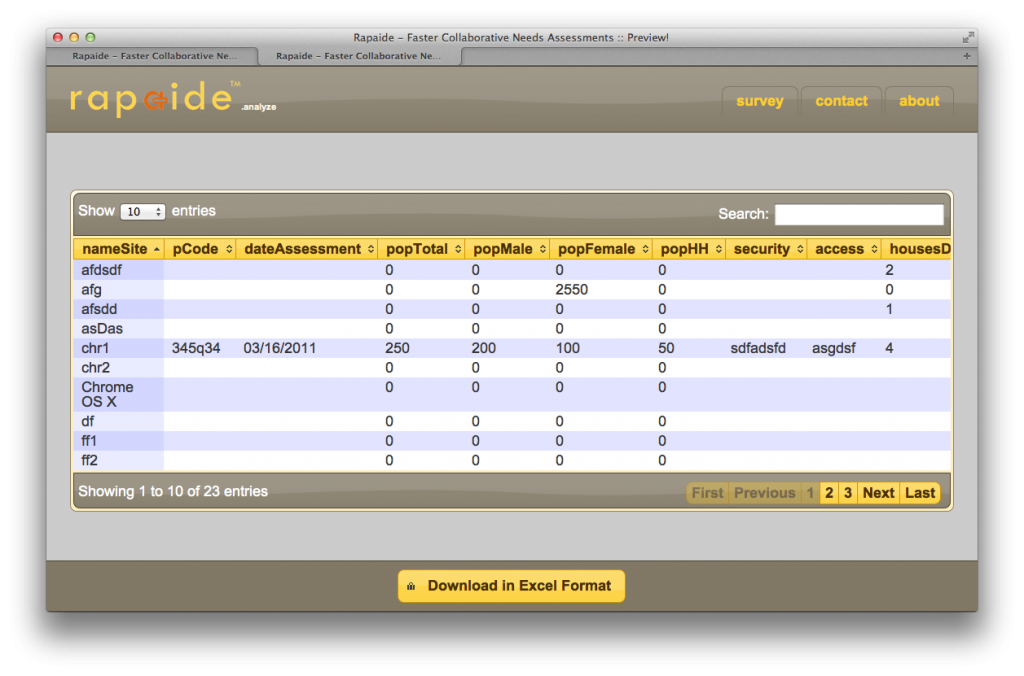 Rapaide – Faster Collaborative Needs Assessments :: Preview!
Rapaide – Faster Collaborative Ne... Rapaide – Faster Collaborative Ne...
rapaide™ .analyze survey contact about
Show 10 entries Search:
nameSite pCode dateAssessment popTotal popMale popFemale popHH security access housesD
afdsdf 0 0 0 0 2
afg 0 0 2550 0 0
afsdd 0 0 0 0 1
asDas 0 0 0 0
chr1 345q34 03/16/2011 250 200 100 50 sdfadsfd asgdsf 4
chr2 0 0 0 0
Chrome 0 0 0 0
OS X
df 0 0 0 0
ff1 0 0 0 0
ff2 0 0 0 0
Showing 1 to 10 of 23 entries First Previous 1 2 3 Next Last
Download in Excel Format